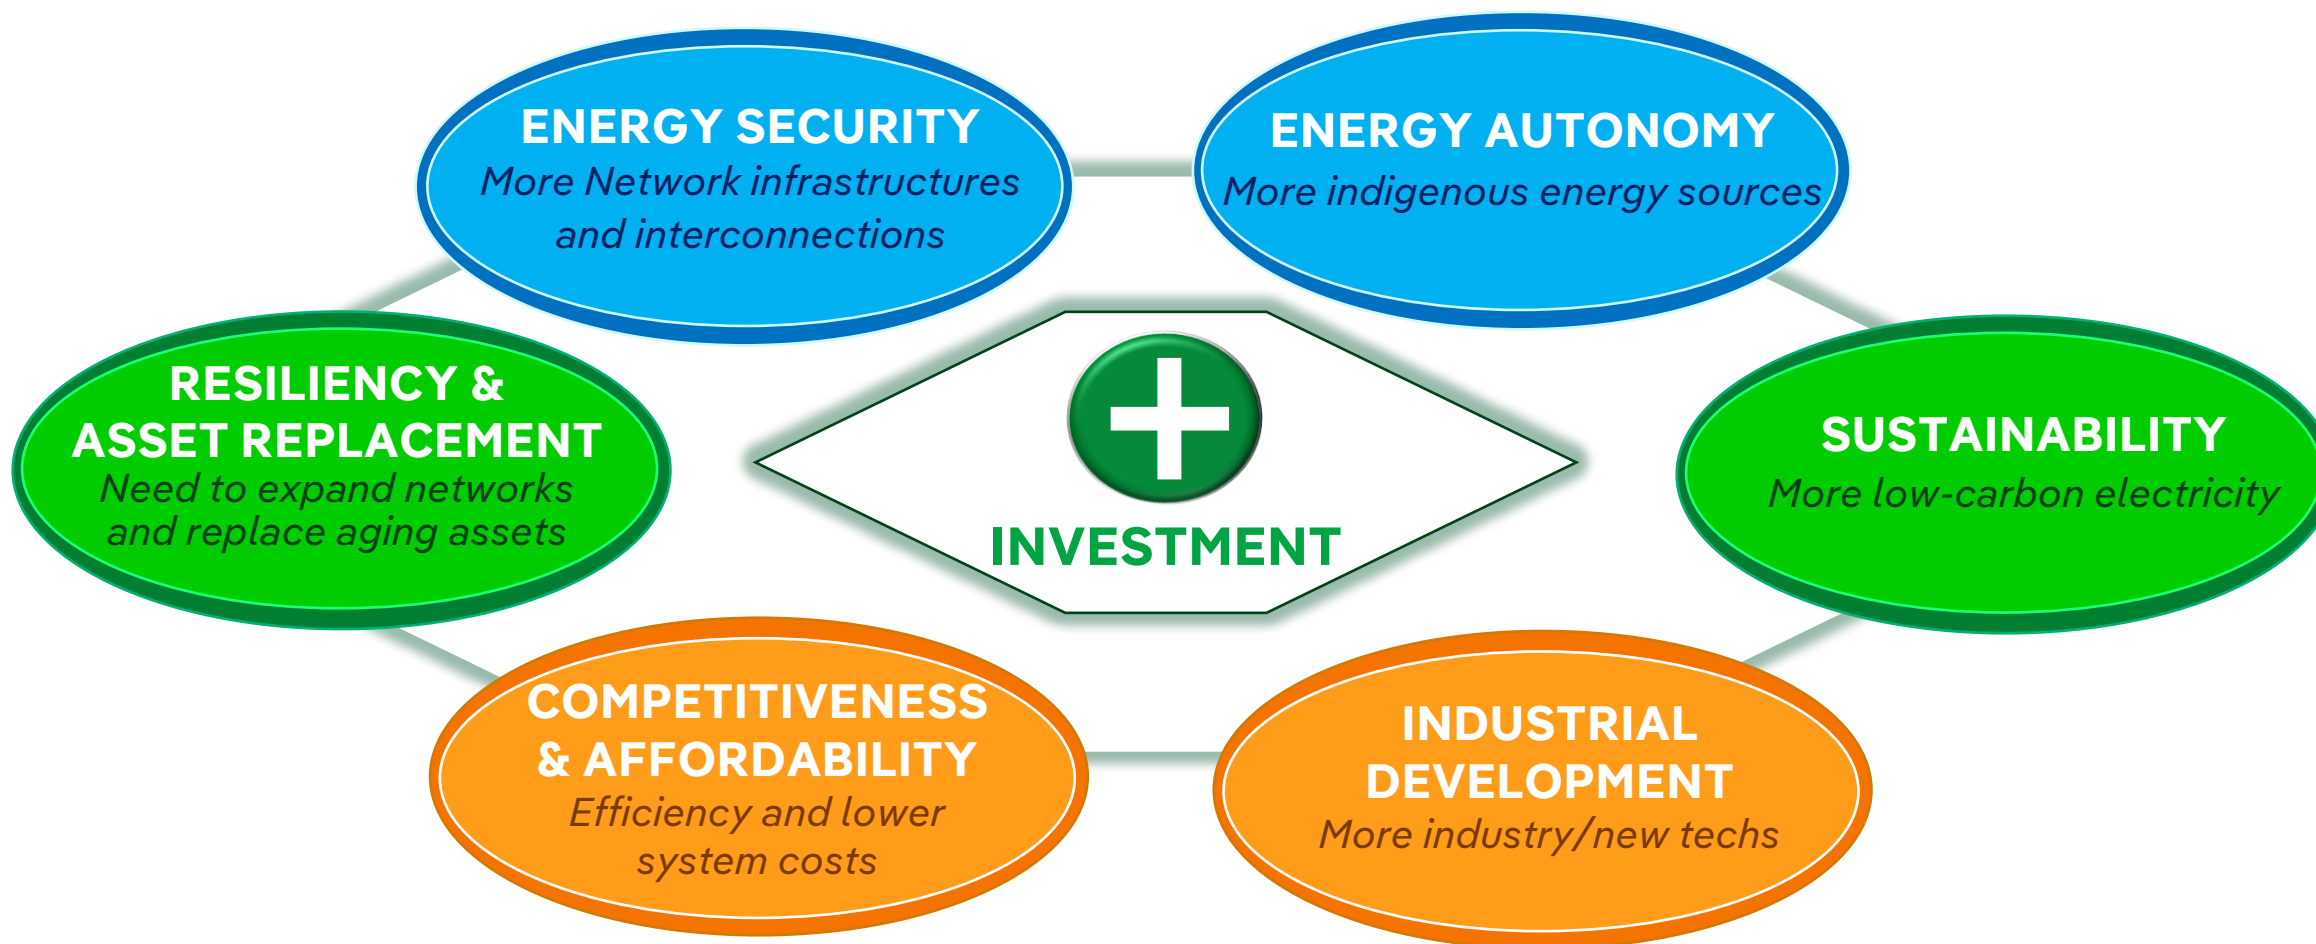 ENERGY SECURITY
More Network infrastructures
and interconnections
ENERGY AUTONOMY
More indigenous energy sources
RESILIENCY &
ASSET REPLACEMENT
Need to expand networks
and replace aging assets
INVESTMENT
SUSTAINABILITY
More low-carbon electricity
COMPETITIVENESS
& AFFORDABILITY
Efficiency and lower
system costs
INDUSTRIAL
DEVELOPMENT
More industry/new techs